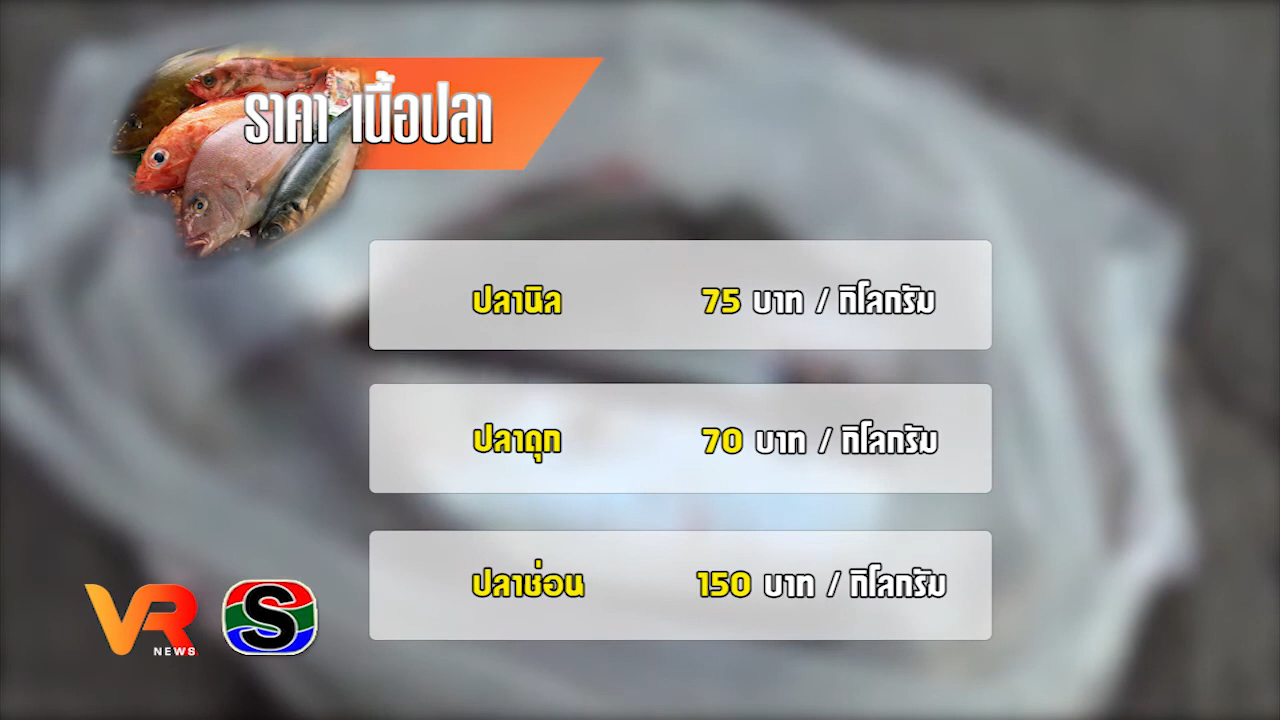 ราคา เนื้อปลา
ปลานิล 75 บาท / กิโลกรัม
ปลาดุก 70 บาท / กิโลกรัม
ปลาช่อน 150 บาท / กิโลกรัม
VR NEWS S